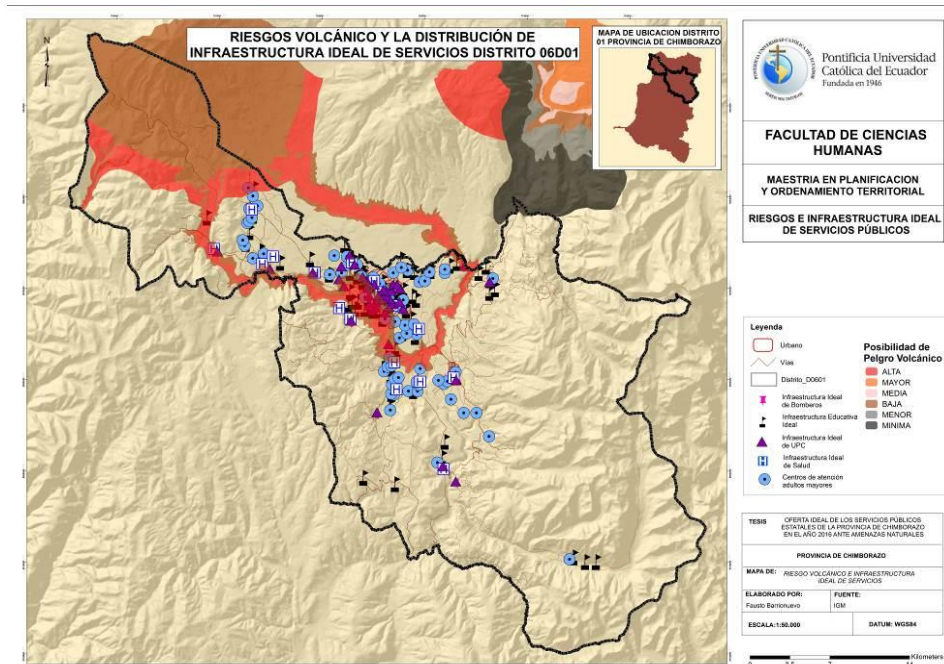 RIESGOS VOLCÁNICO Y LA DISTRIBUCIÓN DE
INFRAESTRUCTURA IDEAL DE SERVICIOS DISTRITO 06D01
MAPA DE UBICACION DISTRITO
01 PROVINCIA DE CHIMBORAZO
N
Pontificia Universidad
Católica del Ecuador
Fundada en 1946
FACULTAD DE CIENCIAS
HUMANAS
MAESTRIA EN PLANIFICACION
Y ORDENAMIENTO TERRITORIAL
RIESGOS E INFRAESTRUCTURA IDEAL
DE SERVICIOS PÚBLICOS
Leyenda
Urbano
Vias
Distrito_D0601
Infraestructura Ideal
de Bomberos
Infraestructura Educativa
Ideal
Infraestructura Ideal
de UPC
Infraestructura Ideal
de Salud
Centros de atención
adultos mayores
Posibilidad de
Pelgro Volcánico
ALTA
MAYOR
MEDIA
BAJA
MENOR
MINIMA
TESIS
OFERTA IDEAL DE LOS SERVICIOS PÚBLICOS
ESTATALES DE LA PROVINCIA DE CHIMBORAZO
EN EL AÑO 2016 ANTE AMENAZAS NATURALES
PROVINCIA DE CHIMBORAZO
MAPA DE: RIESGO VOLCÁNICO E INFRAESTRUCTURA
IDEAL DE SERVICIOS
ELABORADO POR:
Fausto Barrionuevo
FUENTE:
IGM
ESCALA:1:50.000
DATUM: WGS84
Kilometers